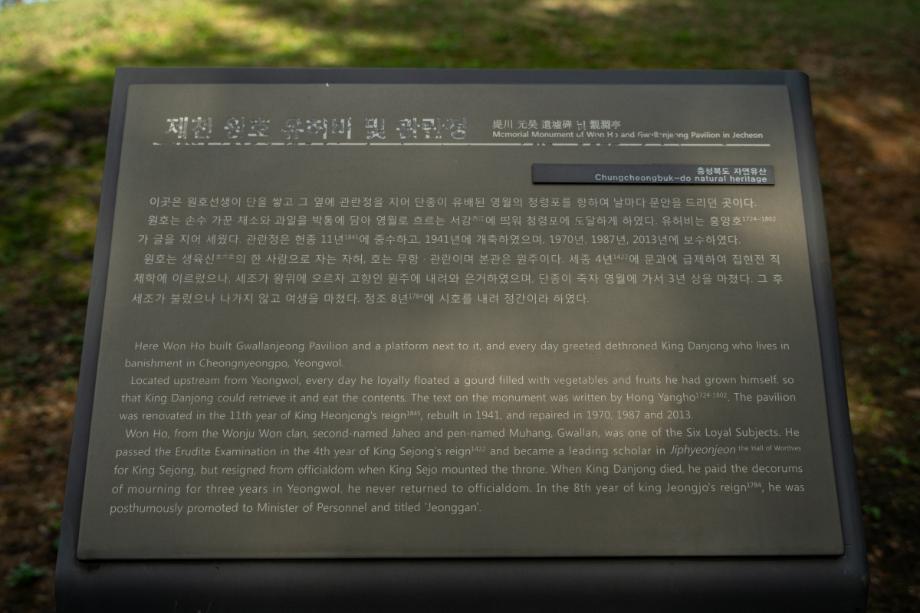 제천 원호 유허비 및 관란정 堤川 元昊 遺墟碑 및 觀瀾亭
Memorial Monument of Won Ho and Gwallanjeong Pavilion in Jecheon
충청북도 자연유산
Chungcheongbuk-do natural heritage
이곳은 원호선생이 단을 쌓고 그 옆에 관란정을 지어 단종이 유배된 영월의 청령포를 향하여 날마다 문안을 드리던 곳이다.
원호는 손수 가꾼 채소와 과일을 박통에 담아 영월로 흐르는 서강에 띄워 청령포에 도달하게 하였다. 유허비는 홍양호1724-1802
가 글을 지어 세웠다. 관란정은 헌종 11년1845에 중수하고, 1941년에 개축하였으며, 1970년, 1987년, 2013년에 보수하였다.
원호는 생육신의 한 사람으로 자는 자허, 호는 무항·관란이며 본관은 원주이다. 세종 4년1422에 문과에 급제하여 집현전 직
제학에 이르렀으나, 세조가 왕위에 오르자 고향인 원주에 내려와 은거하였으며, 단종이 죽자 영월에 가서 3년 상을 마쳤다. 그 후
세조가 불렀으나 나가지 않고 여생을 마쳤다. 정조 8년1784에 시호를 내려 정간이라 하였다.
Here Won Ho built Gwallanjeong Pavilion and a platform next to it, and every day greeted dethroned King Danjong who lives in
banishment in Cheongnyeongpo, Yeongwol.
Located upstream from Yeongwol, every day he loyally floated a gourd filled with vegetables and fruits he had grown himself, so
that King Danjong could retrieve it and eat the contents. The text on the monument was written by Hong Yangho1724-1802. The pavilion
was renovated in the 11th year of King Heonjong's reign1845, rebuilt in 1941, and repaired in 1970, 1987 and 2013.
Won Ho, from the Wonju Won clan, second-named Jaheo and pen-named Muhang, Gwallan, was one of the Six Loyal Subjects. He
passed the Erudite Examination in the 4th year of King Sejong's reign1422 and became a leading scholar in Jiphyeonjeon the Hall of Worthies
for King Sejong, but resigned from officialdom when King Sejo mounted the throne. When King Danjong died, he paid the decorums
of mourning for three years in Yeongwol, he never returned to officialdom. In the 8th year of king Jeongjo's reign1784, he was
posthumously promoted to Minister of Personnel and titled 'Jeonggan'.